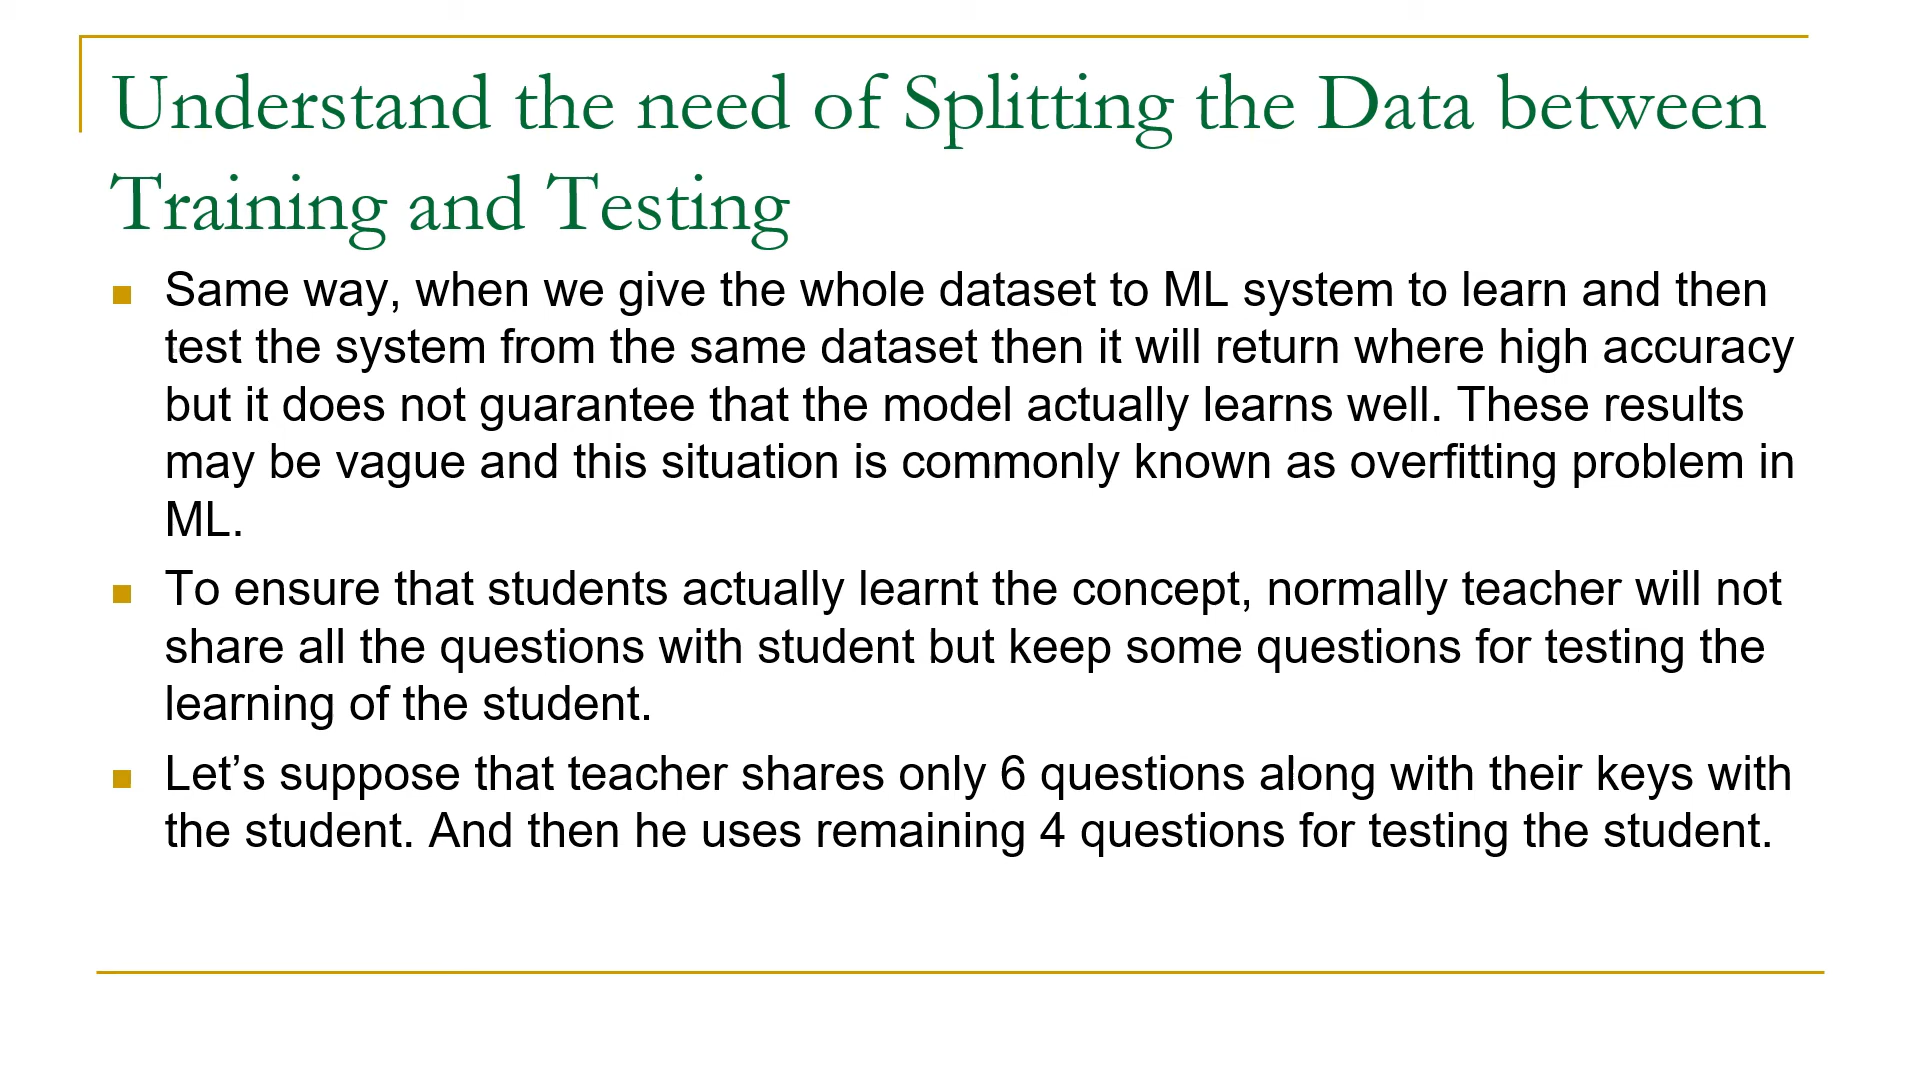 Understand the need of Splitting the Data between
Training and Testing
Same way, when we give the whole dataset to ML system to learn and then
test the system from the same dataset then it will return where high accuracy
but it does not guarantee that the model actually learns well. These results
may be vague and this situation is commonly known as overfitting problem in
ML.
To ensure that students actually learnt the concept, normally teacher will not
share all the questions with student but keep some questions for testing the
learning of the student.
Let’s suppose that teacher shares only 6 questions along with their keys with
the student. And then he uses remaining 4 questions for testing the student.